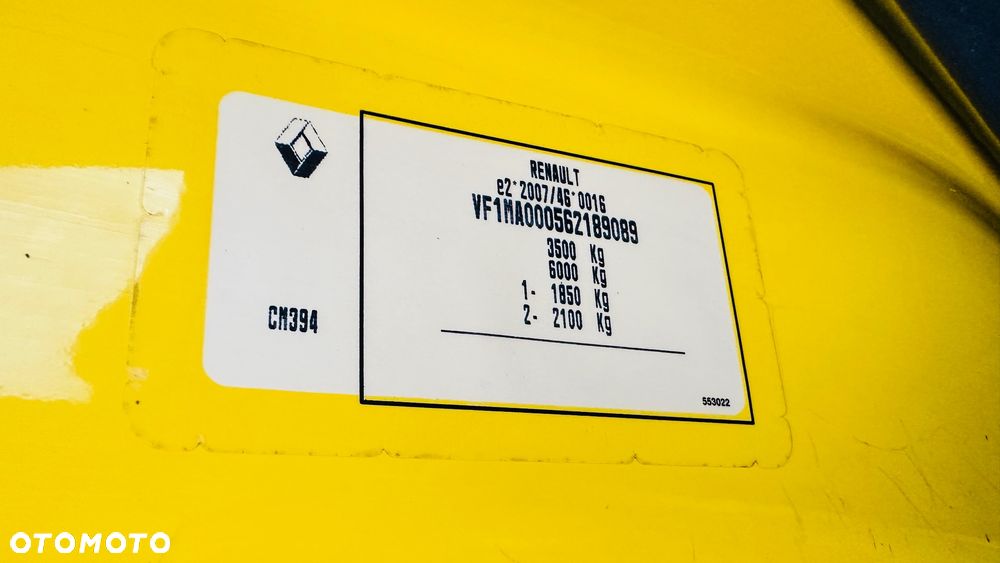 RENAULT
e2*2007/46*0016
VF1MA000562189089
3500 Kg
6000 Kg
1- 1850 Kg
2- 2100 Kg
CM394
553022
OTOMOTO